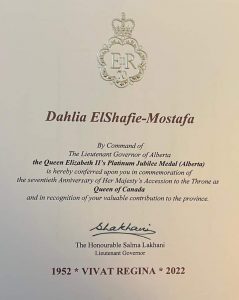 EIIR
70
Dahlia ElShafie-Mostafa
By Command of
The Lieutenant Governor of Alberta
the Queen Elizabeth II's Platinum Jubilee Medal (Alberta)
is hereby conferred upon you in commemoration of
the seventieth Anniversary of Her Majesty's Accession to the Throne as
Queen of Canada
and in recognition of your valuable contribution to the province.
SLakhani
The Honourable Salma Lakhani
Lieutenant Governor
1952 * VIVAT REGINA * 2022